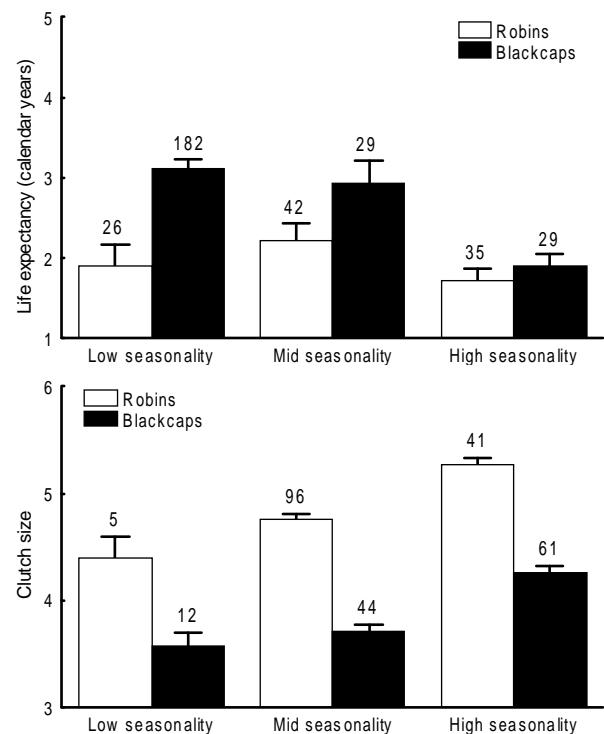 5
4
3
2
1
Life expectancy (calendar years)
Robins
Blackcaps
26
182
42
29
35
29
Low seasonality
Mid seasonality
High seasonality
6
5
4
3
Clutch size
Robins
Blackcaps
5
12
96
44
41
61
Low seasonality
Mid seasonality
High seasonality